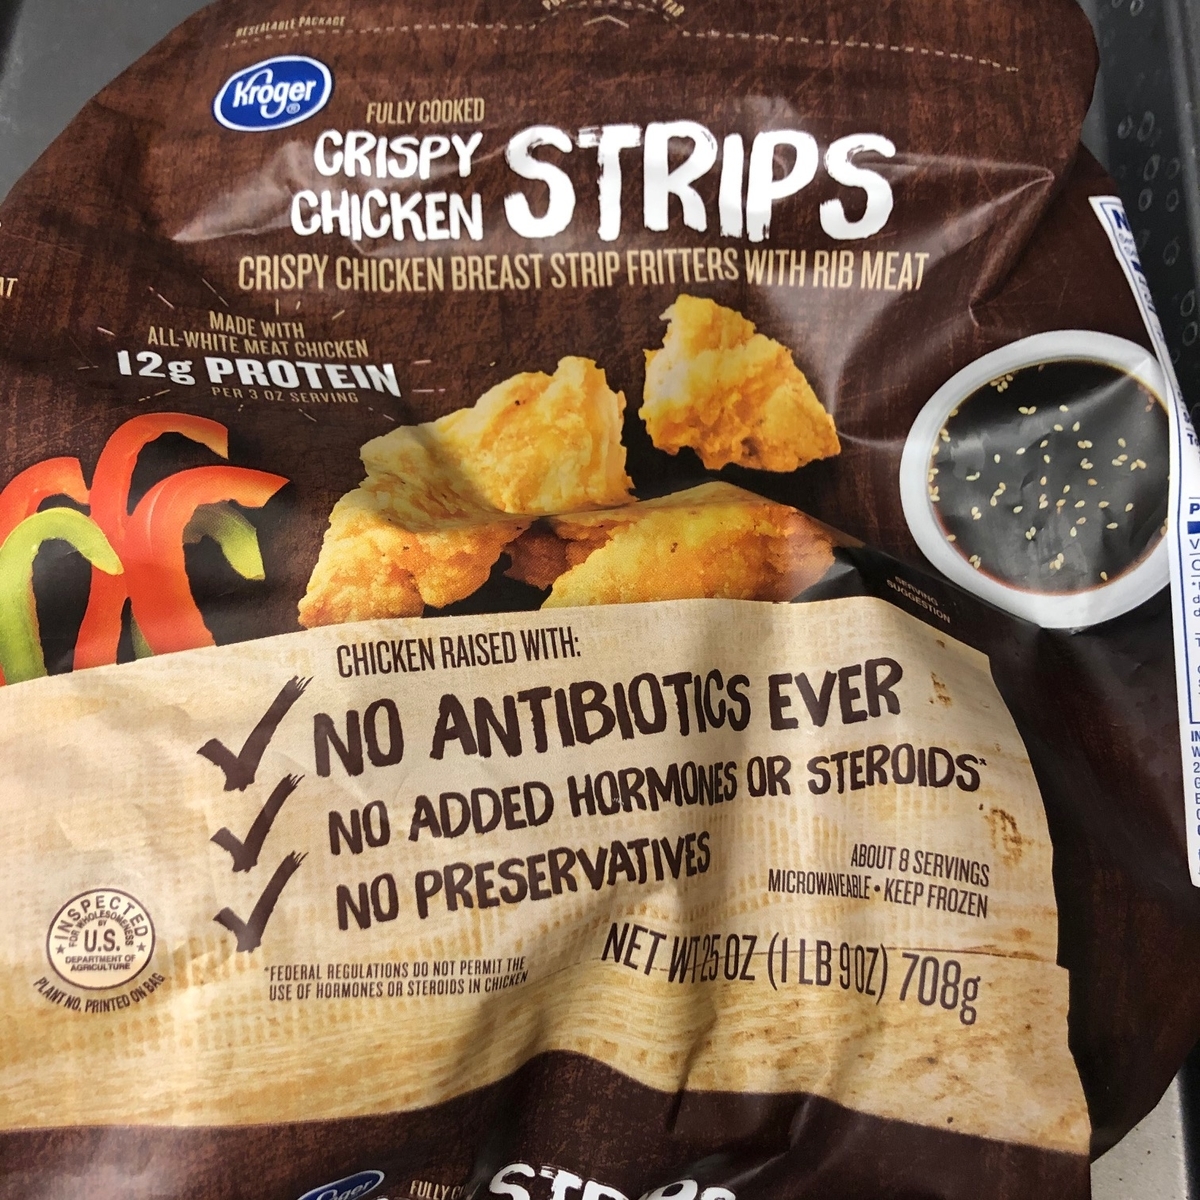 RESEALABLE PACKAGE
Kroger®
FULLY COOKED
CRISPY
CHICKEN
STRIPS
CRISPY CHICKEN BREAST STRIP FRITTERS WITH RIB MEAT
MADE WITH
ALL-WHITE MEAT CHICKEN
12g PROTEIN
PER 3 OZ SERVING
SERVING
SUGGESTION
CHICKEN RAISED WITH:
NO ANTIBIOTICS EVER
NO ADDED HORMONES OR STEROIDS*
NO PRESERVATIVES
ABOUT 8 SERVINGS
MICROWAVEABLE • KEEP FROZEN
INSPECTED
FOR WHOLESOMENESS
BY
U.S.
DEPARTMENT OF
AGRICULTURE
PLANT NO. PRINTED ON BAG
*FEDERAL REGULATIONS DO NOT PERMIT THE
USE OF HORMONES OR STEROIDS IN CHICKEN
NET WT 25 OZ (1 LB 9 OZ) 708g
Kroger
FULLY
STRIPS